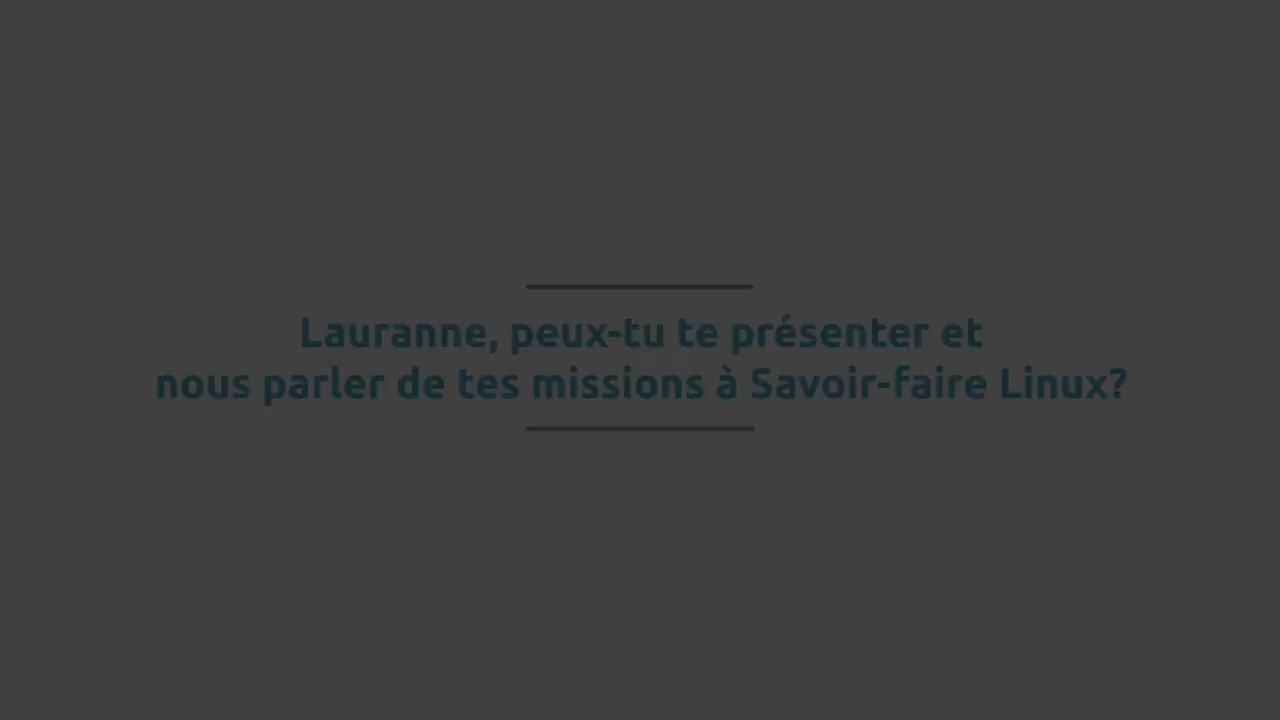 Lauranne, peux-tu te présenter et
nous parler de tes missions à Savoir-faire Linux?